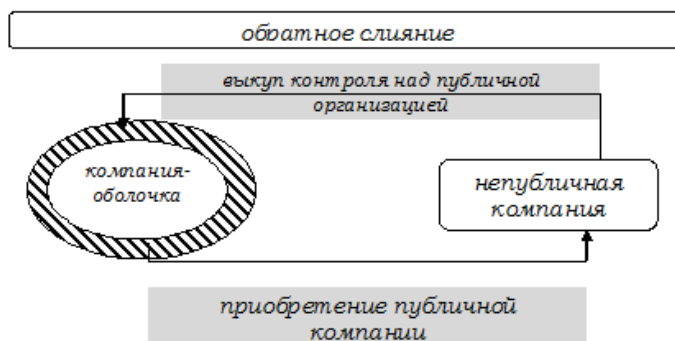 обратное слияние
выкуп контроля над публичной
организацией
компания-
оболочка
непубличная
компания
приобретение публичной
компании